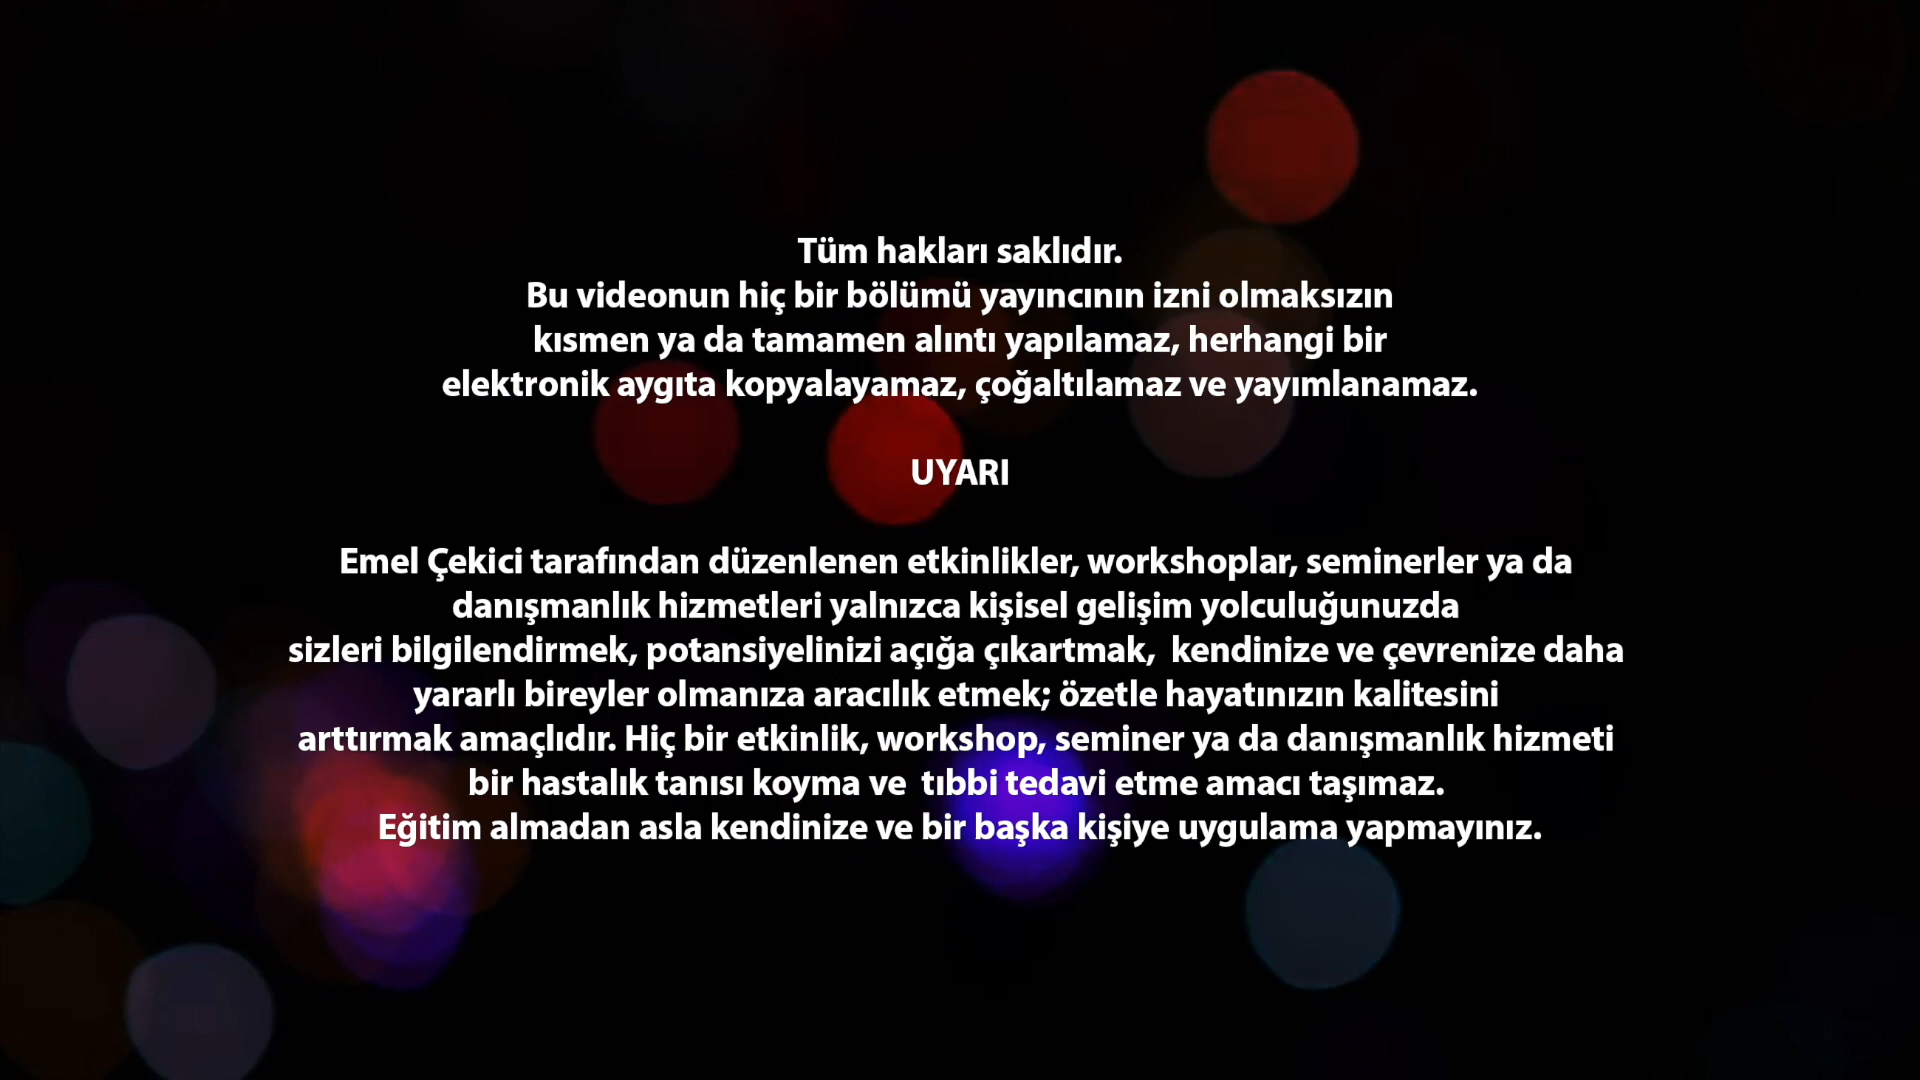 Tüm hakları saklıdır.
Bu videonun hiç bir bölümü yayıncının izni olmaksızın
kısmen ya da tamamen alıntı yapılamaz, herhangi bir
elektronik aygıta kopyalayamaz, çoğaltılamaz ve yayımlanamaz.
UYARI
Emel Çekici tarafından düzenlenen etkinlikler, workshoplar, seminerler ya da
danışmanlık hizmetleri yalnızca kişisel gelişim yolculuğunuzda
sizleri bilgilendirmek, potansiyelinizi açığa çıkartmak,  kendinize ve çevrenize daha
yararlı bireyler olmanıza aracılık etmek; özetle hayatınızın kalitesini
arttırmak amaçlıdır. Hiç bir etkinlik, workshop, seminer ya da danışmanlık hizmeti
bir hastalık tanısı koyma ve  tıbbi tedavi etme amacı taşımaz.
Eğitim almadan asla kendinize ve bir başka kişiye uygulama yapmayınız.